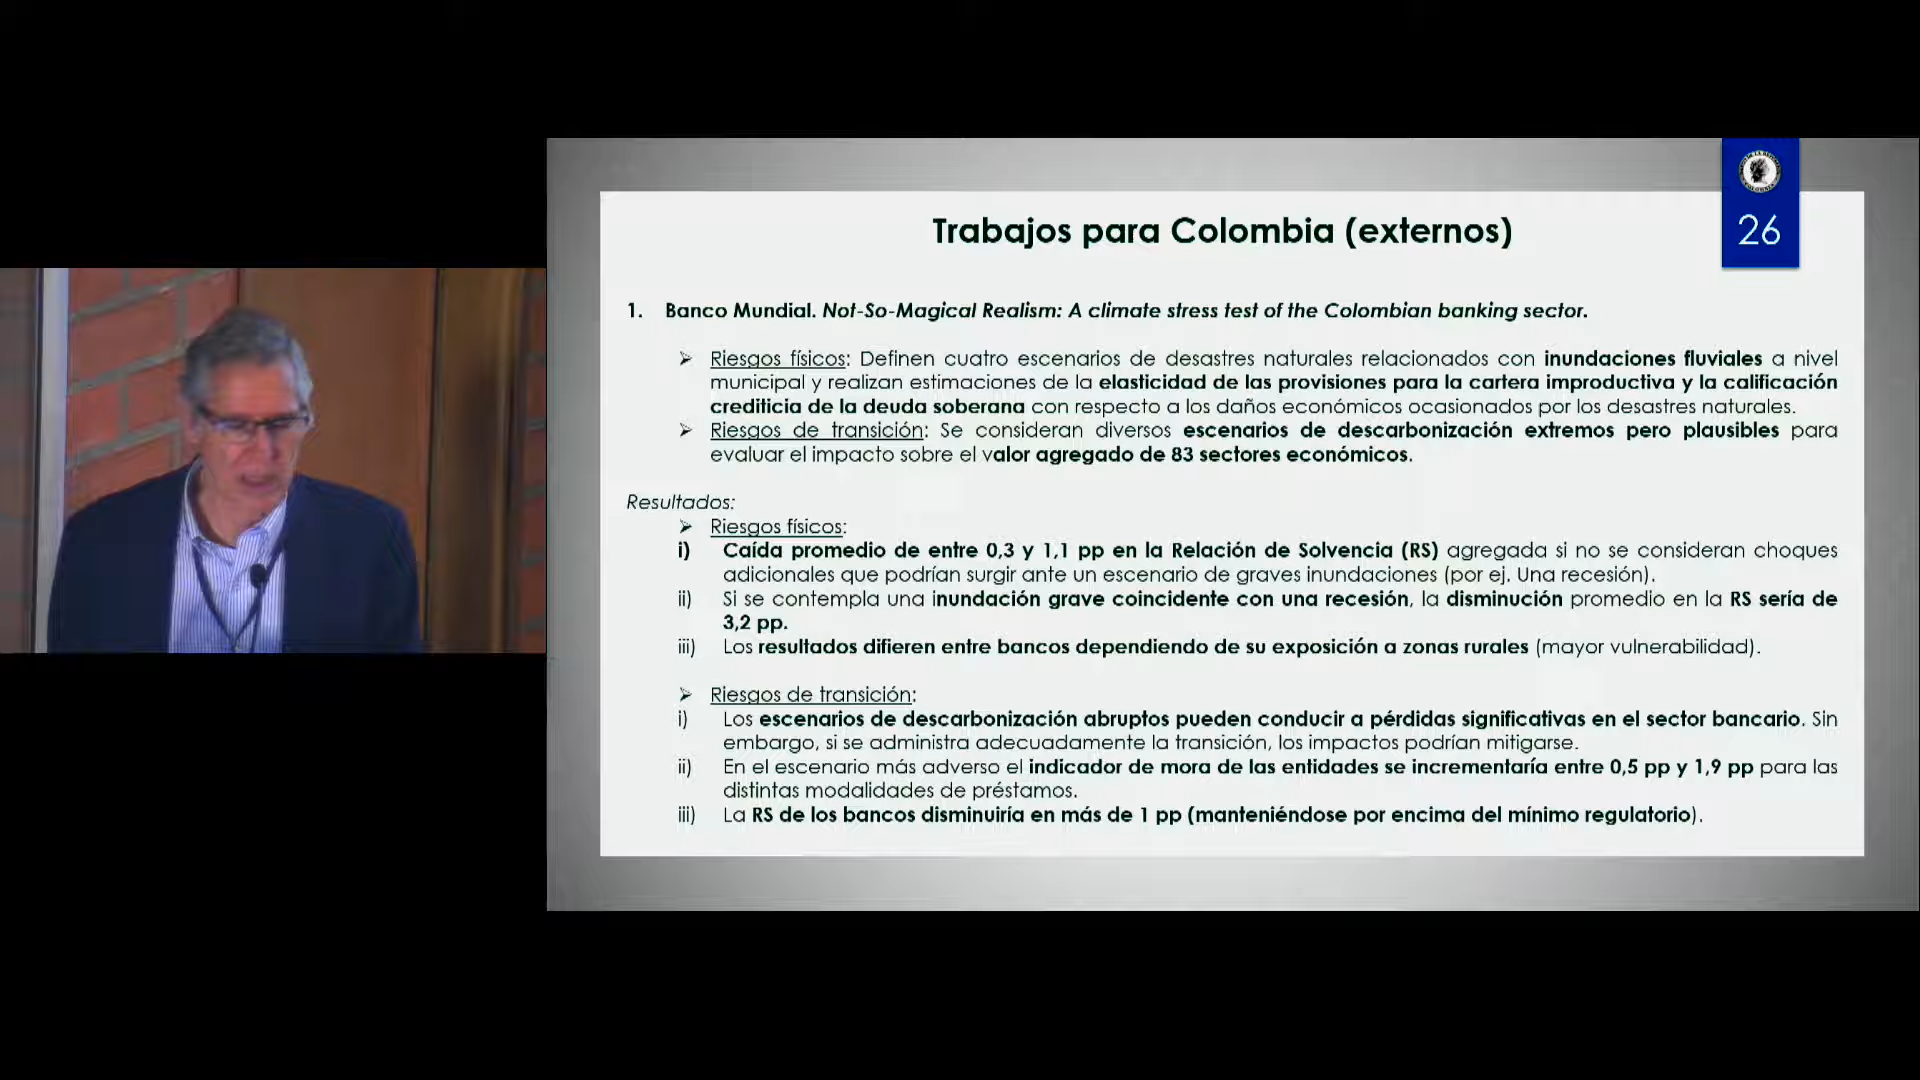 26
Trabajos para Colombia (externos)
1. Banco Mundial. Not-So-Magical Realism: A climate stress test of the Colombian banking sector.
➢ Riesgos físicos: Definen cuatro escenarios de desastres naturales relacionados con inundaciones fluviales a nivel
municipal y realizan estimaciones de la elasticidad de las provisiones para la cartera improductiva y la calificación
crediticia de la deuda soberana con respecto a los daños económicos ocasionados por los desastres naturales.
➢ Riesgos de transición: Se consideran diversos escenarios de descarbonización extremos pero plausibles para
evaluar el impacto sobre el valor agregado de 83 sectores económicos.
Resultados:
➢ Riesgos físicos:
i) Caída promedio de entre 0,3 y 1,1 pp en la Relación de Solvencia (RS) agregada si no se consideran choques
adicionales que podrían surgir ante un escenario de graves inundaciones (por ej. Una recesión).
ii) Si se contempla una inundación grave coincidente con una recesión, la disminución promedio en la RS sería de
3,2 pp.
iii) Los resultados difieren entre bancos dependiendo de su exposición a zonas rurales (mayor vulnerabilidad).
➢ Riesgos de transición:
i) Los escenarios de descarbonización abruptos pueden conducir a pérdidas significativas en el sector bancario. Sin
embargo, si se administra adecuadamente la transición, los impactos podrían mitigarse.
ii) En el escenario más adverso el indicador de mora de las entidades se incrementaría entre 0,5 pp y 1,9 pp para las
distintas modalidades de préstamos.
iii) La RS de los bancos disminuiría en más de 1 pp (manteniéndose por encima del mínimo regulatorio).